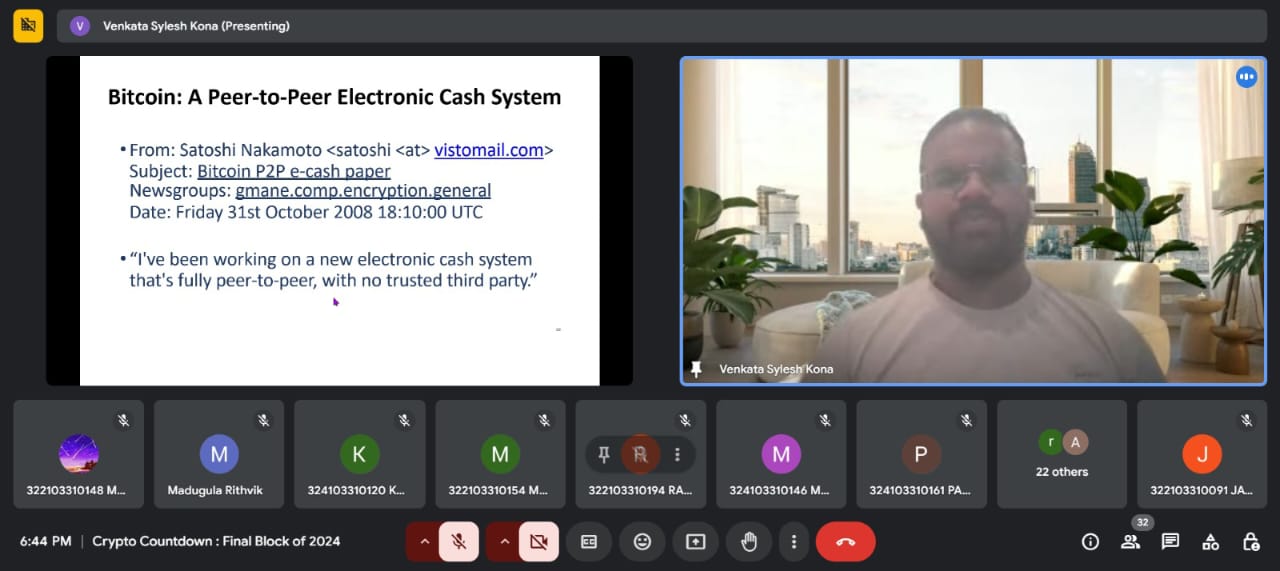 V
Venkata Sylesh Kona (Presenting)
Bitcoin: A Peer-to-Peer Electronic Cash System
• From: Satoshi Nakamoto <satoshi <at> vistomail.com>
Subject: Bitcoin P2P e-cash paper
Newsgroups: gmane.comp.encryption.general
Date: Friday 31st October 2008 18:10:00 UTC
• “I've been working on a new electronic cash system
that's fully peer-to-peer, with no trusted third party.”
Venkata Sylesh Kona
322103310148 M...
M
Madugula Rithvik
K
324103310120 K...
M
322103310154 M...
322103310194 RA...
M
324103310146 M...
P
324103310161 PA...
r A
22 others
J
322103310091 JA...
6:44 PM | Crypto Countdown : Final Block of 2024
CC
32